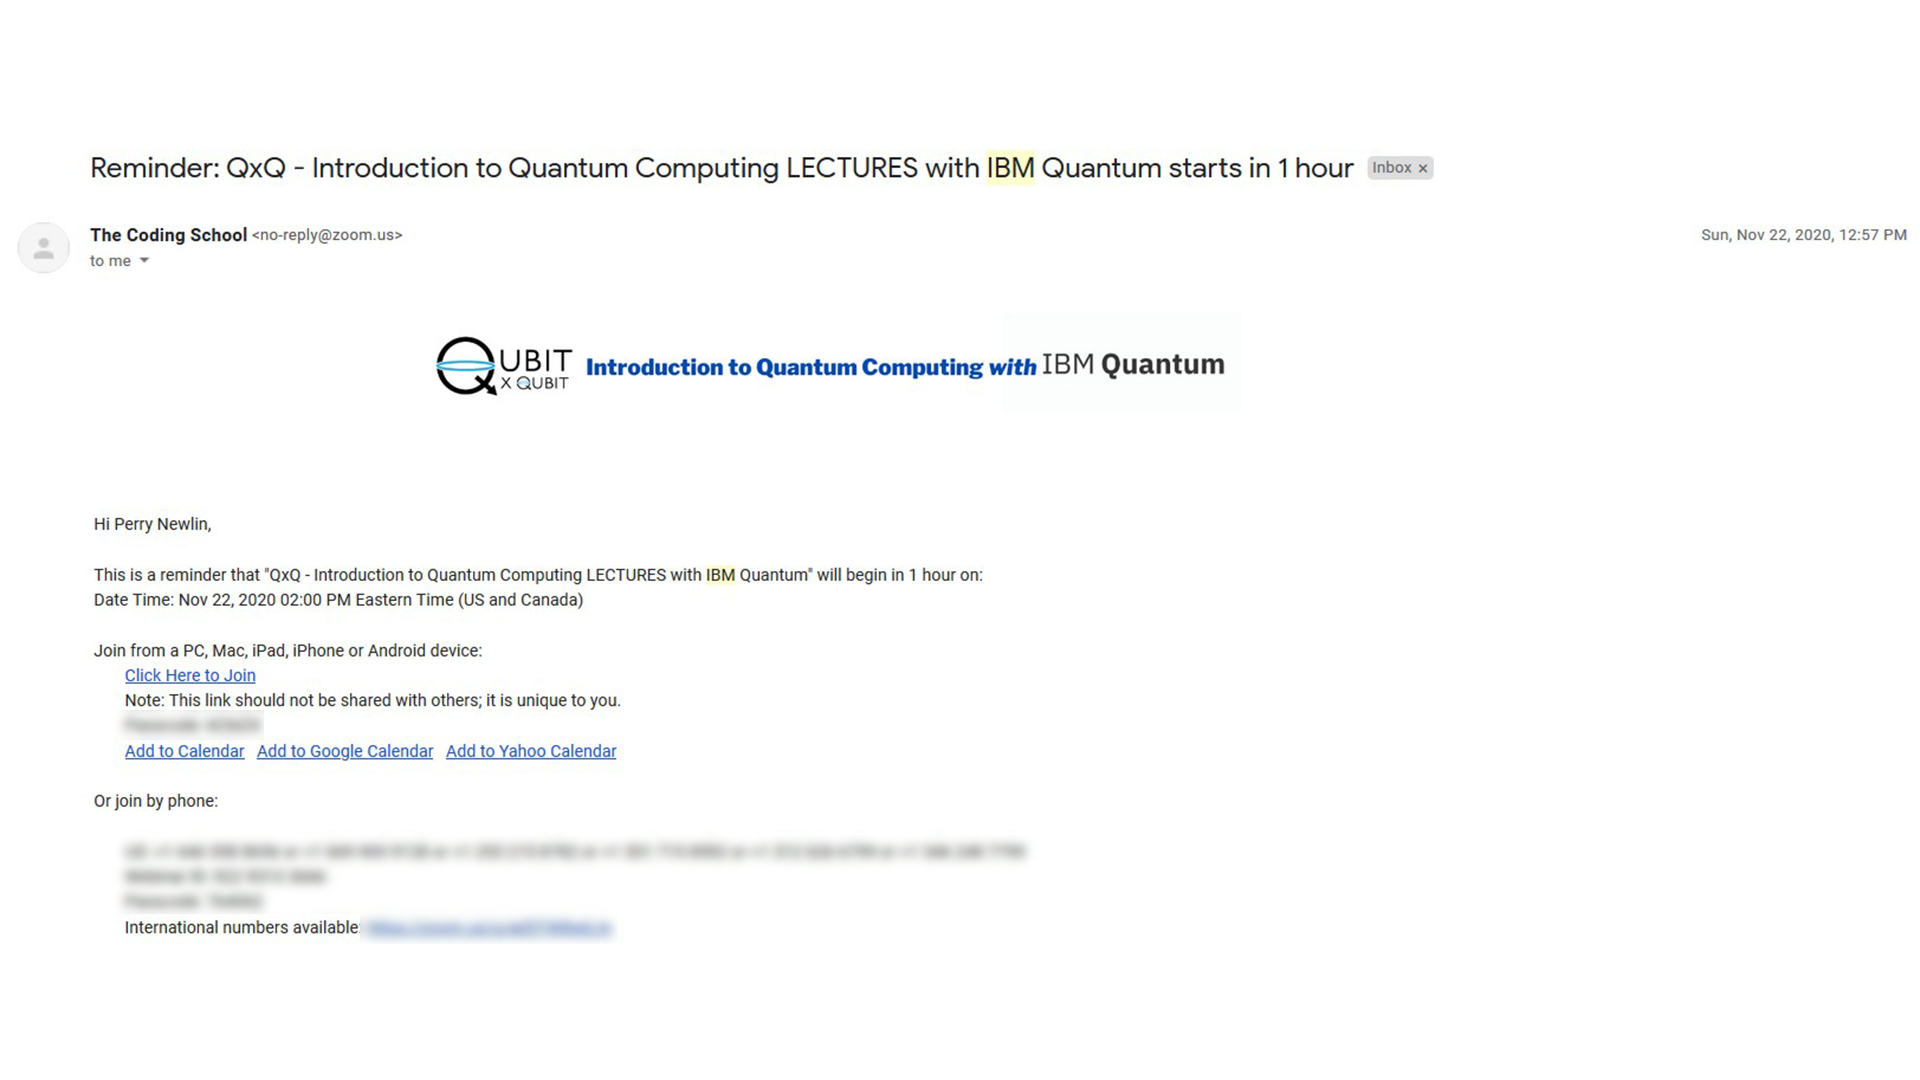 Reminder: QxQ - Introduction to Quantum Computing LECTURES with IBM Quantum starts in 1 hour Inbox x
The Coding School <no-reply@zoom.us>
Sun, Nov 22, 2020, 12:57 PM
to me
QUBIT X QUBIT Introduction to Quantum Computing with IBM Quantum
Hi Perry Newlin,
This is a reminder that "QxQ - Introduction to Quantum Computing LECTURES with IBM Quantum" will begin in 1 hour on:
Date Time: Nov 22, 2020 02:00 PM Eastern Time (US and Canada)
Join from a PC, Mac, iPad, iPhone or Android device:
Click Here to Join
Note: This link should not be shared with others; it is unique to you.
Add to Calendar Add to Google Calendar Add to Yahoo Calendar
Or join by phone:
International numbers available: